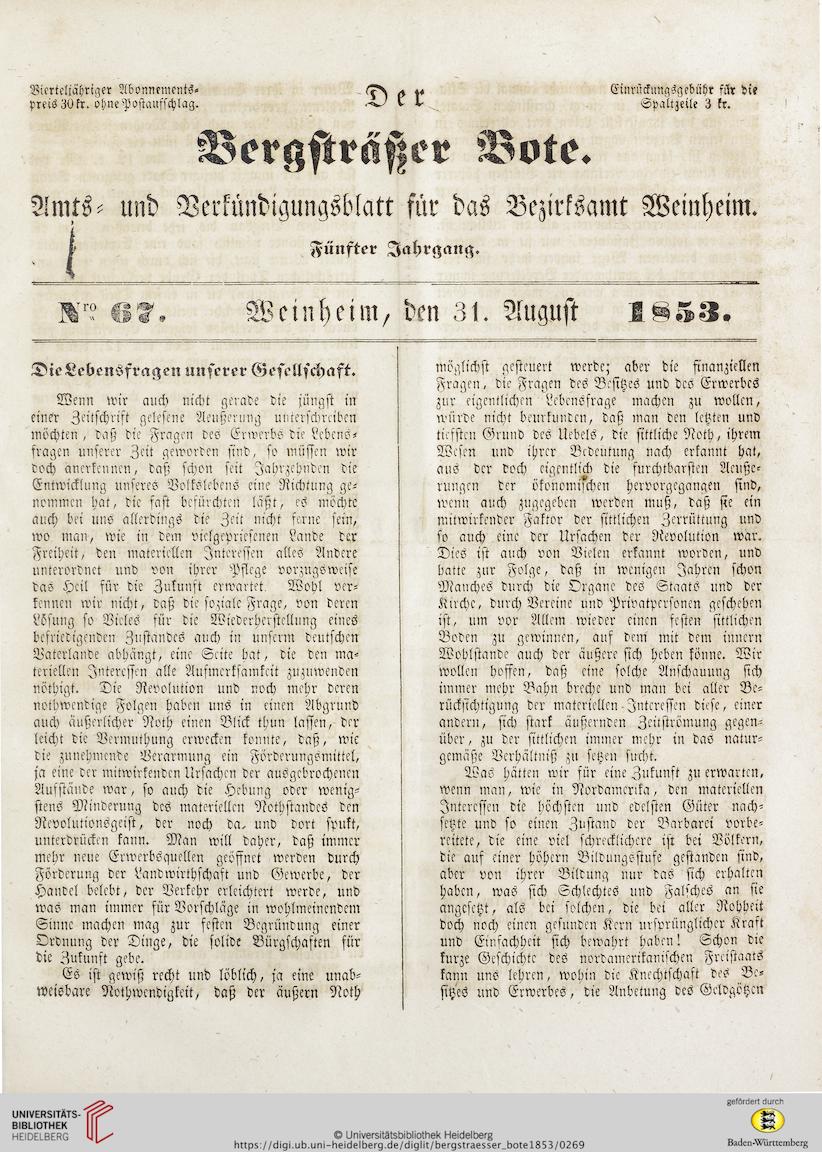 Vierteljähriger Abonnements-
preis 30 kr. ohne Postaufschlag.
Der
Einrückungsgebühr für die
Spaltzeile 3 kr.
Bergsträßer Bote.
Amts- und Verkündigungsblatt für das Bezirksamt Weinheim.
Fünfter Jahrgang.
Nro 67. Weinheim, den 31. August 1853.
Die Lebensfragen unserer Gesellschaft.
Wenn wir auch nicht gerade die jüngst in
einer Zeitschrift gelesene Aeußerung unterschreiben
möchten, daß die Fragen des Erwerbs die Lebens-
fragen unserer Zeit geworden sind, so müssen wir
doch anerkennen, daß schon seit Jahrzehnden die
Entwicklung unseres Volkslebens eine Richtung ge-
nommen hat, die fast befürchten läßt, es möchte
auch bei uns allerdings die Zeit nicht ferne sein,
wo man, wie in dem vielgepriesenen Lande der
Freiheit, den materiellen Interessen alles Andere
unterordnet und von ihrer Pflege vorzugsweise
das Heil für die Zukunft erwartet. Wohl ver-
kennen wir nicht, daß die soziale Frage, von deren
Lösung so Vieles für die Wiederherstellung eines
befriedigenden Zustandes auch in unserm deutschen
Vaterlande abhängt, eine Seite hat, die den ma-
teriellen Interessen alle Aufmerksamkeit zuzuwenden
nöthigt. Die Revolution und noch mehr deren
nothwendige Folgen haben uns in einen Abgrund
auch äußerlicher Noth einen Blick thun lassen, der
leicht die Vermuthung erwecken konnte, daß, wie
die zunehmende Verarmung ein Förderungsmittel,
ja eine der mitwirkenden Ursachen der ausgebrochenen
Aufstände war, so auch die Hebung oder wenig-
stens Minderung des materiellen Nothstandes den
Revolutionsgeist, der noch da, und dort spukt,
unterdrücken kann. Man will daher, daß immer
mehr neue Erwerbsquellen geöffnet werden durch
Förderung der Landwirthschaft und Gewerbe, der
Handel belebt, der Verkehr erleichtert werde, und
was man immer für Vorschläge in wohlmeinendem
Sinne machen mag zur festen Begründung einer
Ordnung der Dinge, die solide Bürgschaften für
die Zukunft gebe.
Es ist gewiß recht und löblich, ja eine unab-
weisbare Nothwendigkeit, daß der äußern Noth
möglichst gesteuert werde; aber die finanziellen
Fragen, die Fragen des Besitzes und des Erwerbes
zur eigentlichen Lebensfrage machen zu wollen,
würde nicht beurkunden, daß man den letzten und
tiefsten Grund des Uebels, die sittliche Noth, ihrem
Wesen und ihrer Bedeutung nach erkannt hat,
aus der doch eigentlich die furchtbarsten Aeuße-
rungen der ökonomischen hervorgegangen sind,
wenn auch zugegeben werden muß, daß sie ein
mitwirkender Faktor der sittlichen Zerrüttung und
so auch eine der Ursachen der Revolution war.
Dies ist auch von Vielen erkannt worden, und
hatte zur Folge, daß in wenigen Jahren schon
Manches durch die Organe des Staats und der
Kirche, durch Vereine und Privatpersonen geschehen
ist, um vor Allem wieder einen festen sittlichen
Boden zu gewinnen, auf dem mit dem innern
Wohlstande auch der äußere sich heben könne. Wir
wollen hoffen, daß eine solche Anschauung sich
immer mehr Bahn breche und man bei aller Be-
rücksichtigung der materiellen Interessen diese, einer
andern, sich stark äußernden Zeitströmung gegen-
über, zu der sittlichen immer mehr in das natur-
gemäße Verhältniß zu setzen sucht.
Was hätten wir für eine Zukunft zu erwarten,
wenn man, wie in Nordamerika, den materiellen
Interessen die höchsten und edelsten Güter nach-
setzte und so einen Zustand der Barbarei vorbe-
reitete, die eine viel schrecklichere ist bei Völkern,
die auf einer höhern Bildungsstufe gestanden sind,
aber von ihrer Bildung nur das sich erhalten
haben, was sich Schlechtes und Falsches an sie
angesetzt, als bei solchen, die bei aller Rohheit
doch noch einen gesunden Kern ursprünglicher Kraft
und Einfachheit sich bewahrt haben! Schon die
kurze Geschichte des nordamerikanischen Freistaats
kann uns lehren, wohin die Knechtschaft des Be-
sitzes und Erwerbes, die Anbetung des Geldgötzen
UNIVERSITÄTS-
BIBLIOTHEK
HEIDELBERG
© Universitätsbibliothek Heidelberg
https://digi.ub.uni-heidelberg.de/diglit/bergstraesser_bote1853/0269
gefördert durch
Baden-Württemberg